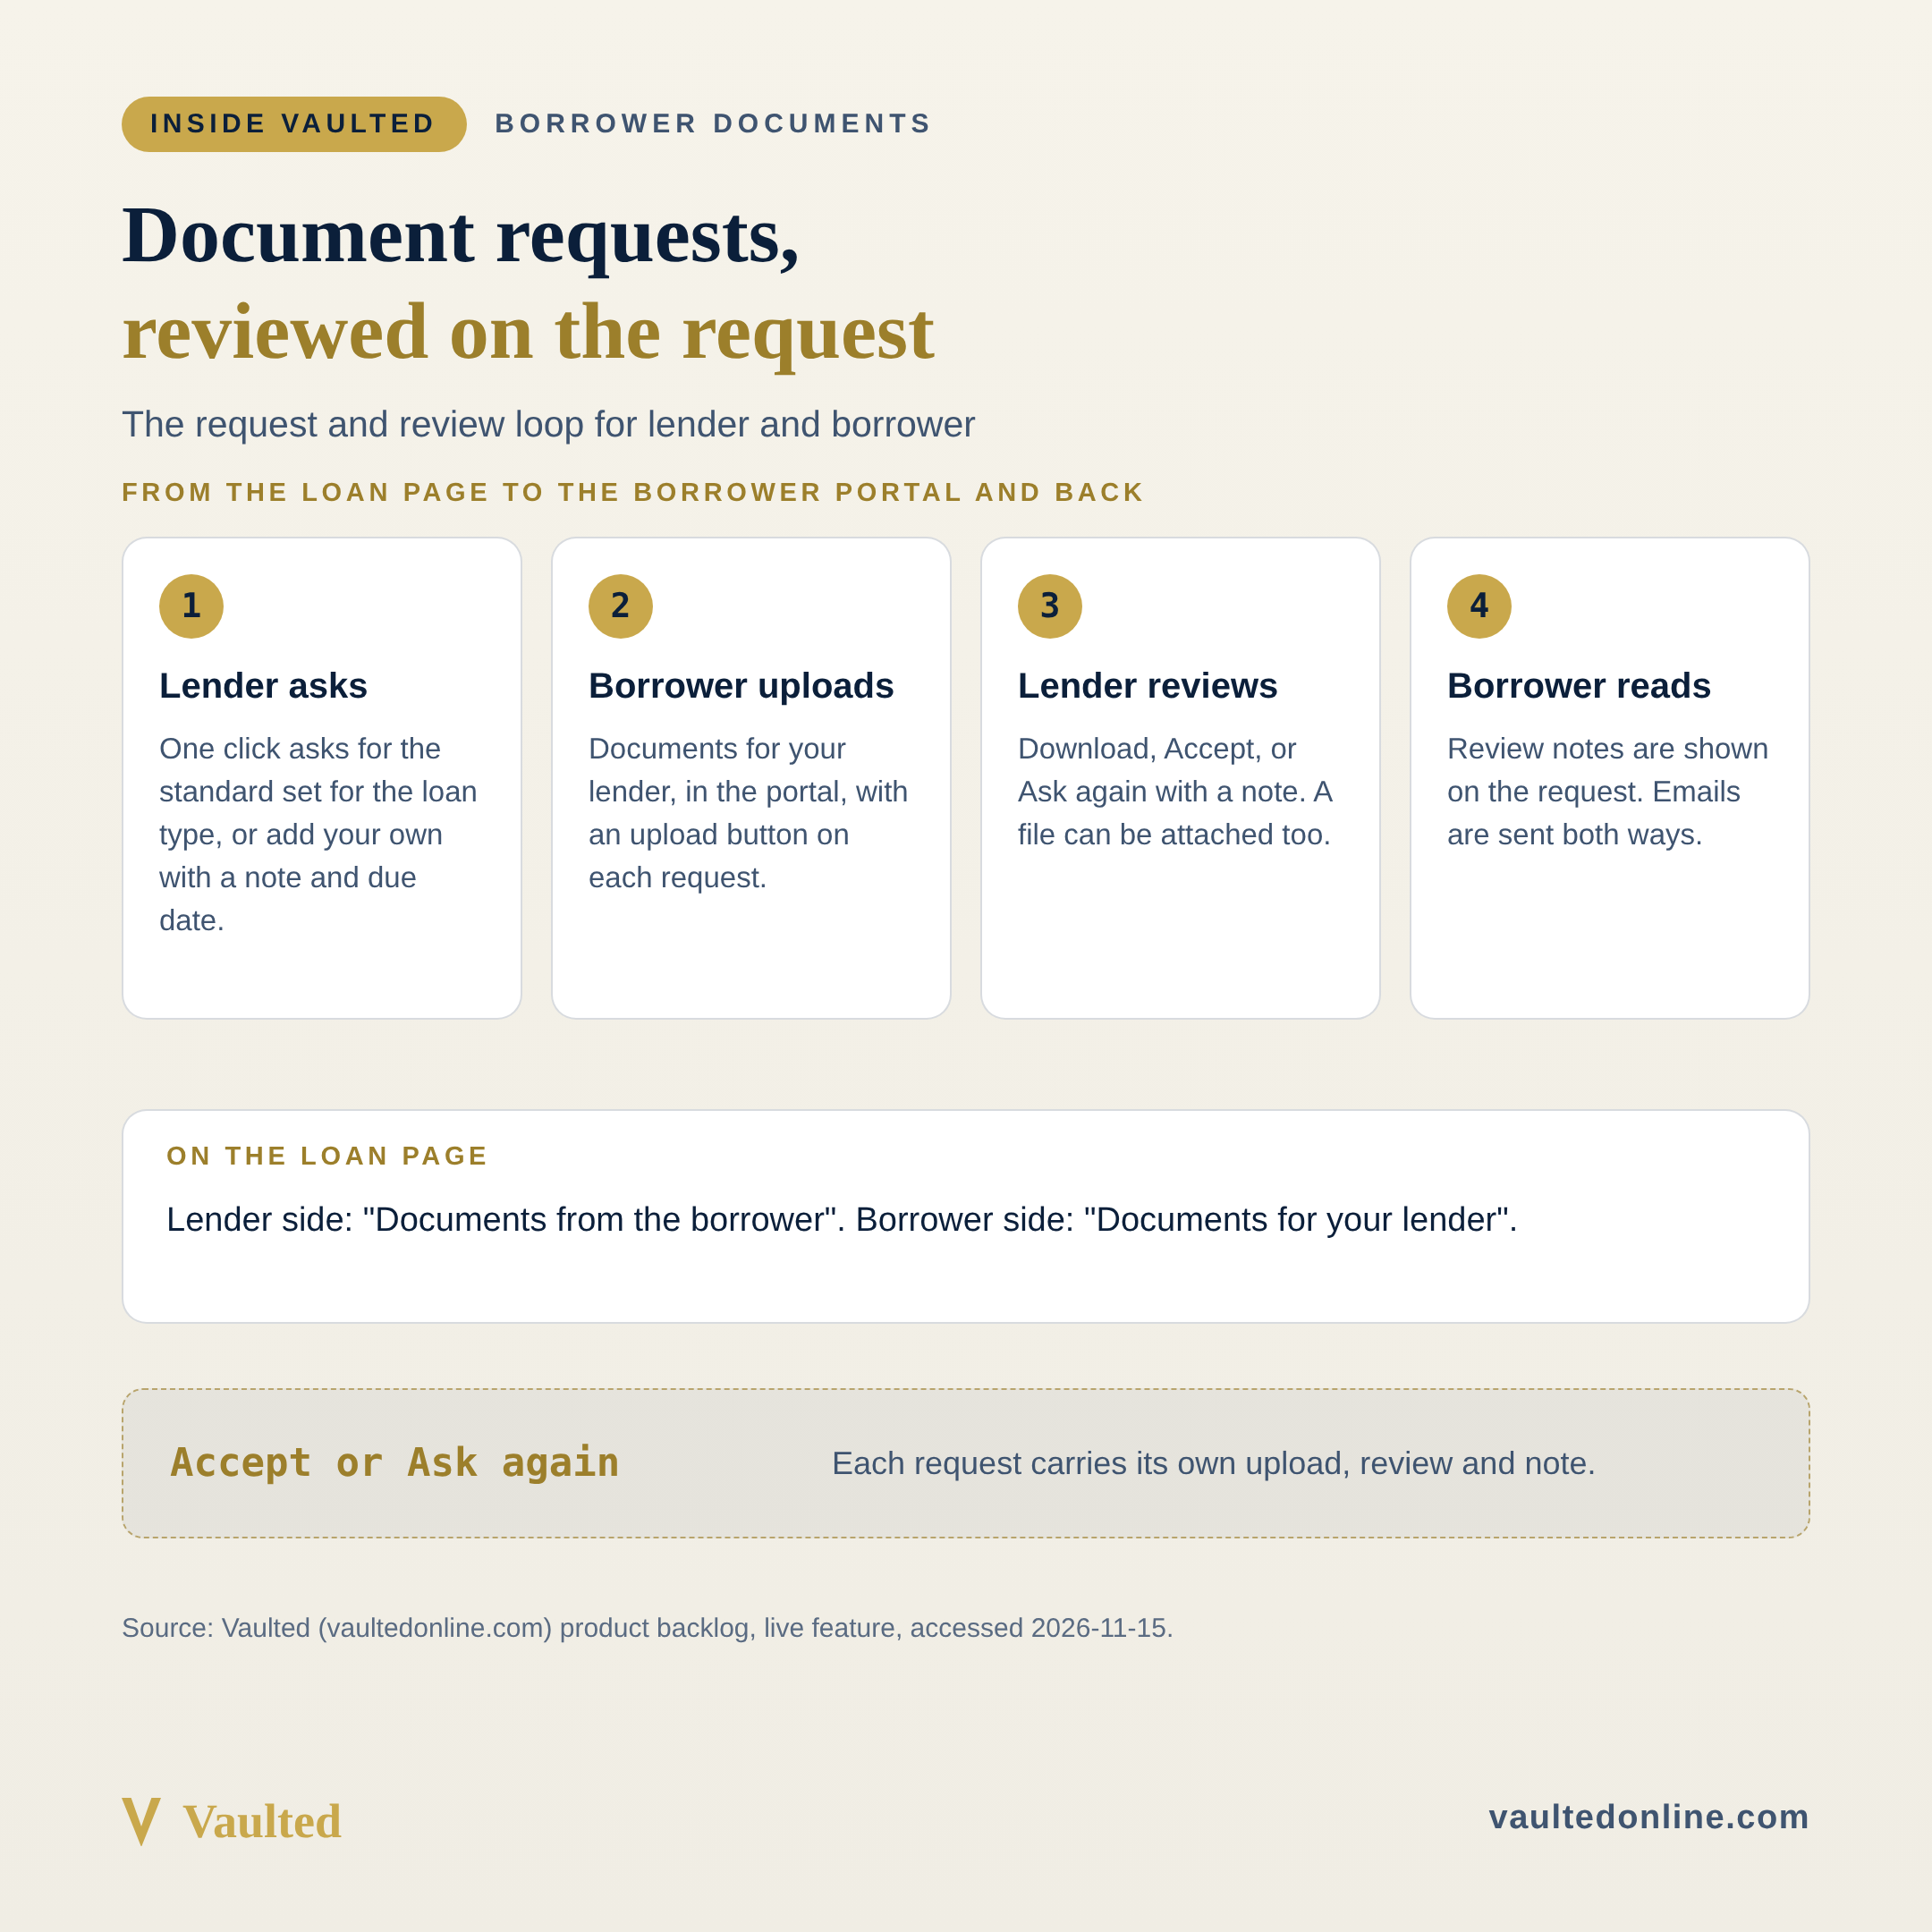 INSIDE VAULTED
BORROWER DOCUMENTS
Document requests,
reviewed on the request
The request and review loop for lender and borrower
FROM THE LOAN PAGE TO THE BORROWER PORTAL AND BACK
1
Lender asks
One click asks for the
standard set for the loan
type, or add your own
with a note and due
date.
2
Borrower uploads
Documents for your
lender, in the portal, with
an upload button on
each request.
3
Lender reviews
Download, Accept, or
Ask again with a note. A
file can be attached too.
4
Borrower reads
Review notes are shown
on the request. Emails
are sent both ways.
ON THE LOAN PAGE
Lender side: "Documents from the borrower". Borrower side: "Documents for your lender".
Accept or Ask again
Each request carries its own upload, review and note.
Source: Vaulted (vaultedonline.com) product backlog, live feature, accessed 2026-11-15.
Vaulted
vaultedonline.com